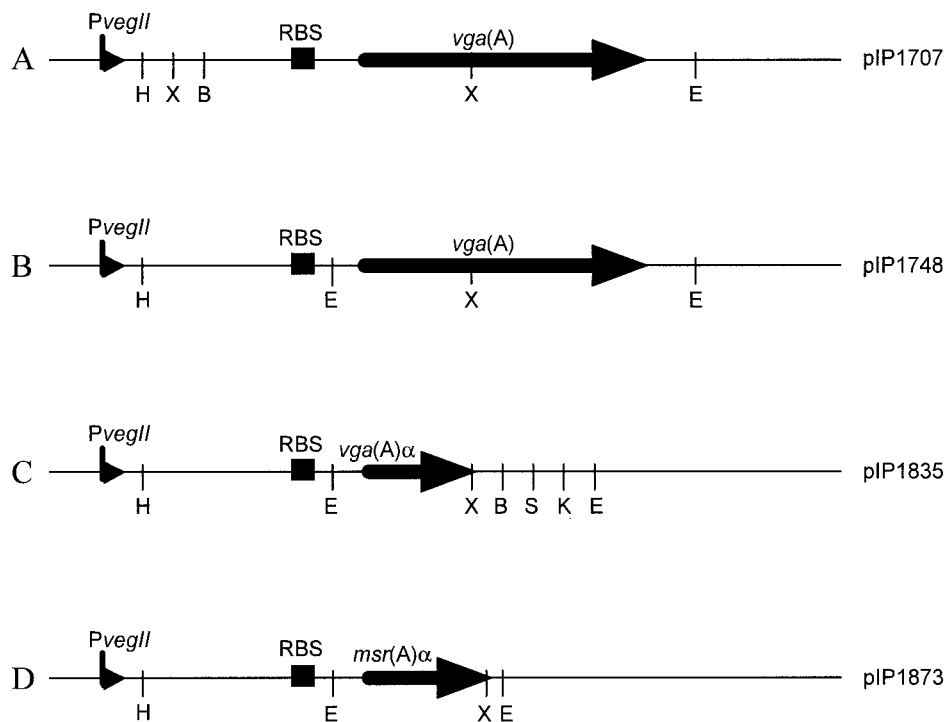 PvegII
RBS
vga(A)
A
pIP1707
H X B X E
PvegII
RBS
vga(A)
B
pIP1748
H E X E
PvegII
RBS
vga(A)α
C
pIP1835
H E X B S K E
PvegII
RBS
msr(A)α
D
pIP1873
H E X E